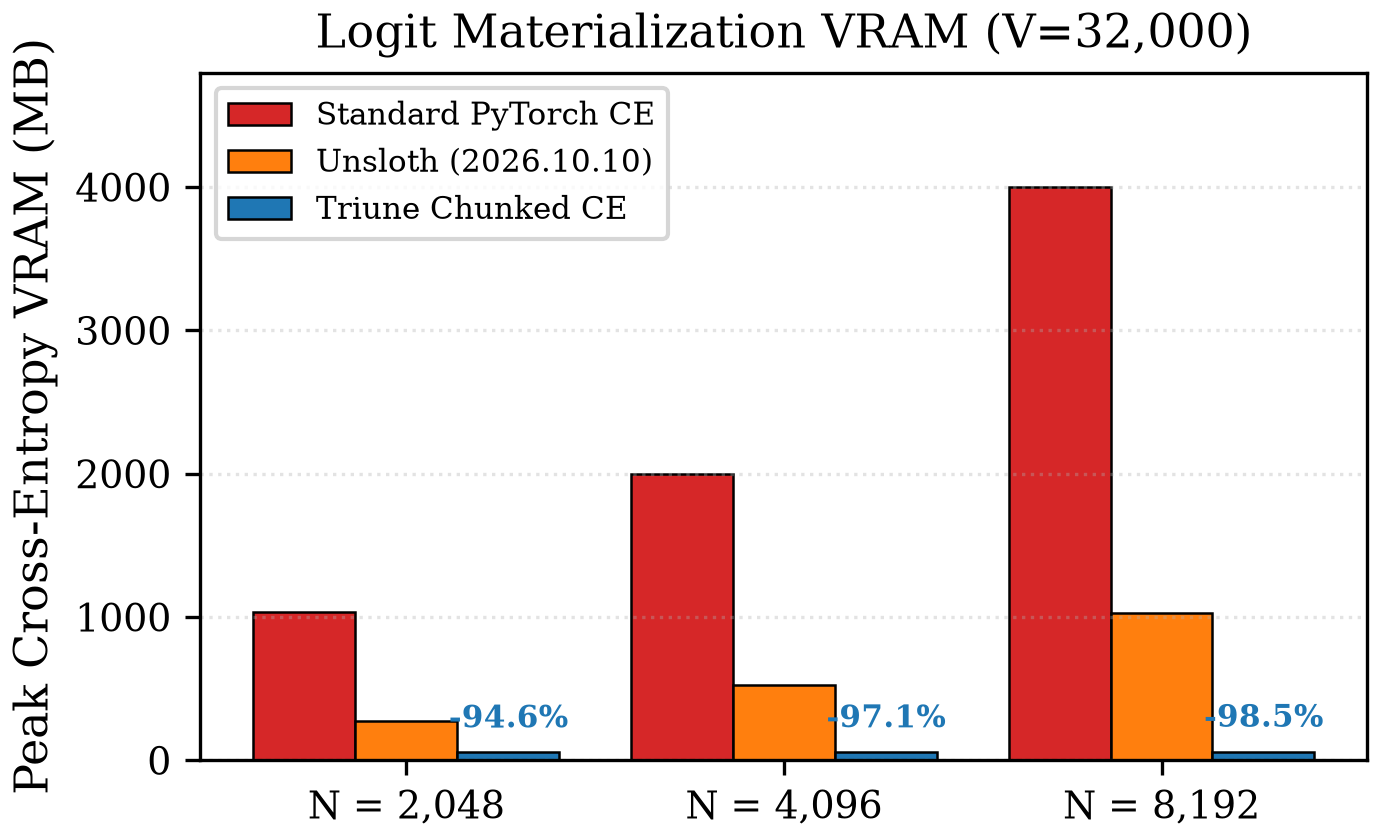 Logit Materialization VRAM (V=32,000)
Peak Cross-Entropy VRAM (MB)
Standard PyTorch CE
Unsloth (2026.10.10)
Triune Chunked CE
4000
3000
2000
1000
0
-94.6%
-97.1%
-98.5%
N = 2,048
N = 4,096
N = 8,192